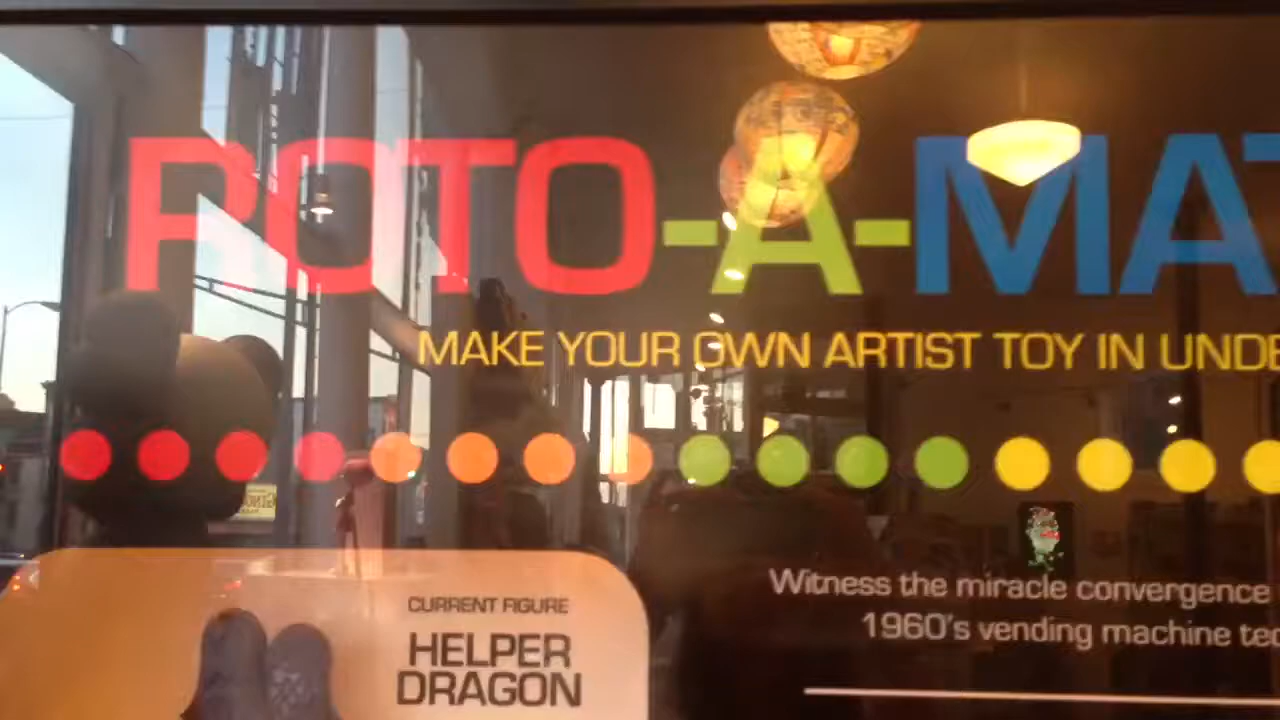 ROTO-A-MAT
MAKE YOUR OWN ARTIST TOY IN UNDE
Witness the miracle convergence
1960's vending machine tec
CURRENT FIGURE
HELPER
DRAGON